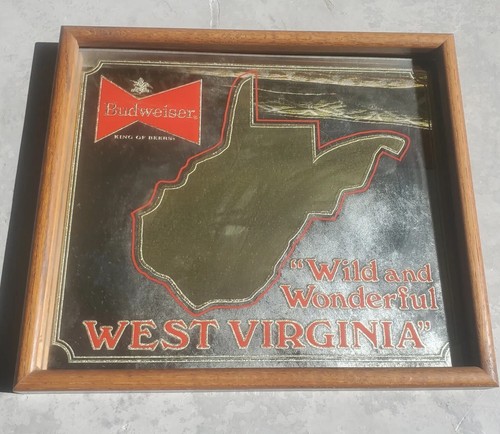 Budweiser
KING OF BEERS®
"Wild and
Wonderful
WEST VIRGINIA"